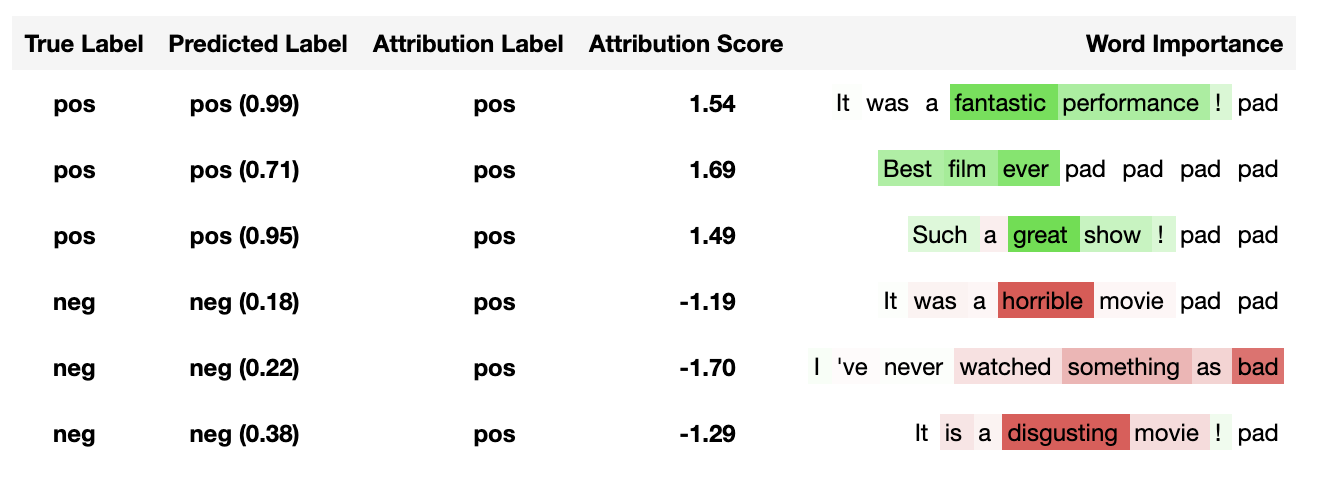 True Label Predicted Label Attribution Label Attribution Score Word Importance
pos pos (0.99) pos 1.54 It was a fantastic performance ! pad
pos pos (0.71) pos 1.69 Best film ever pad pad pad pad
pos pos (0.95) pos 1.49 Such a great show ! pad pad
neg neg (0.18) pos -1.19 It was a horrible movie pad pad
neg neg (0.22) pos -1.70 I 've never watched something as bad
neg neg (0.38) pos -1.29 It is a disgusting movie ! pad